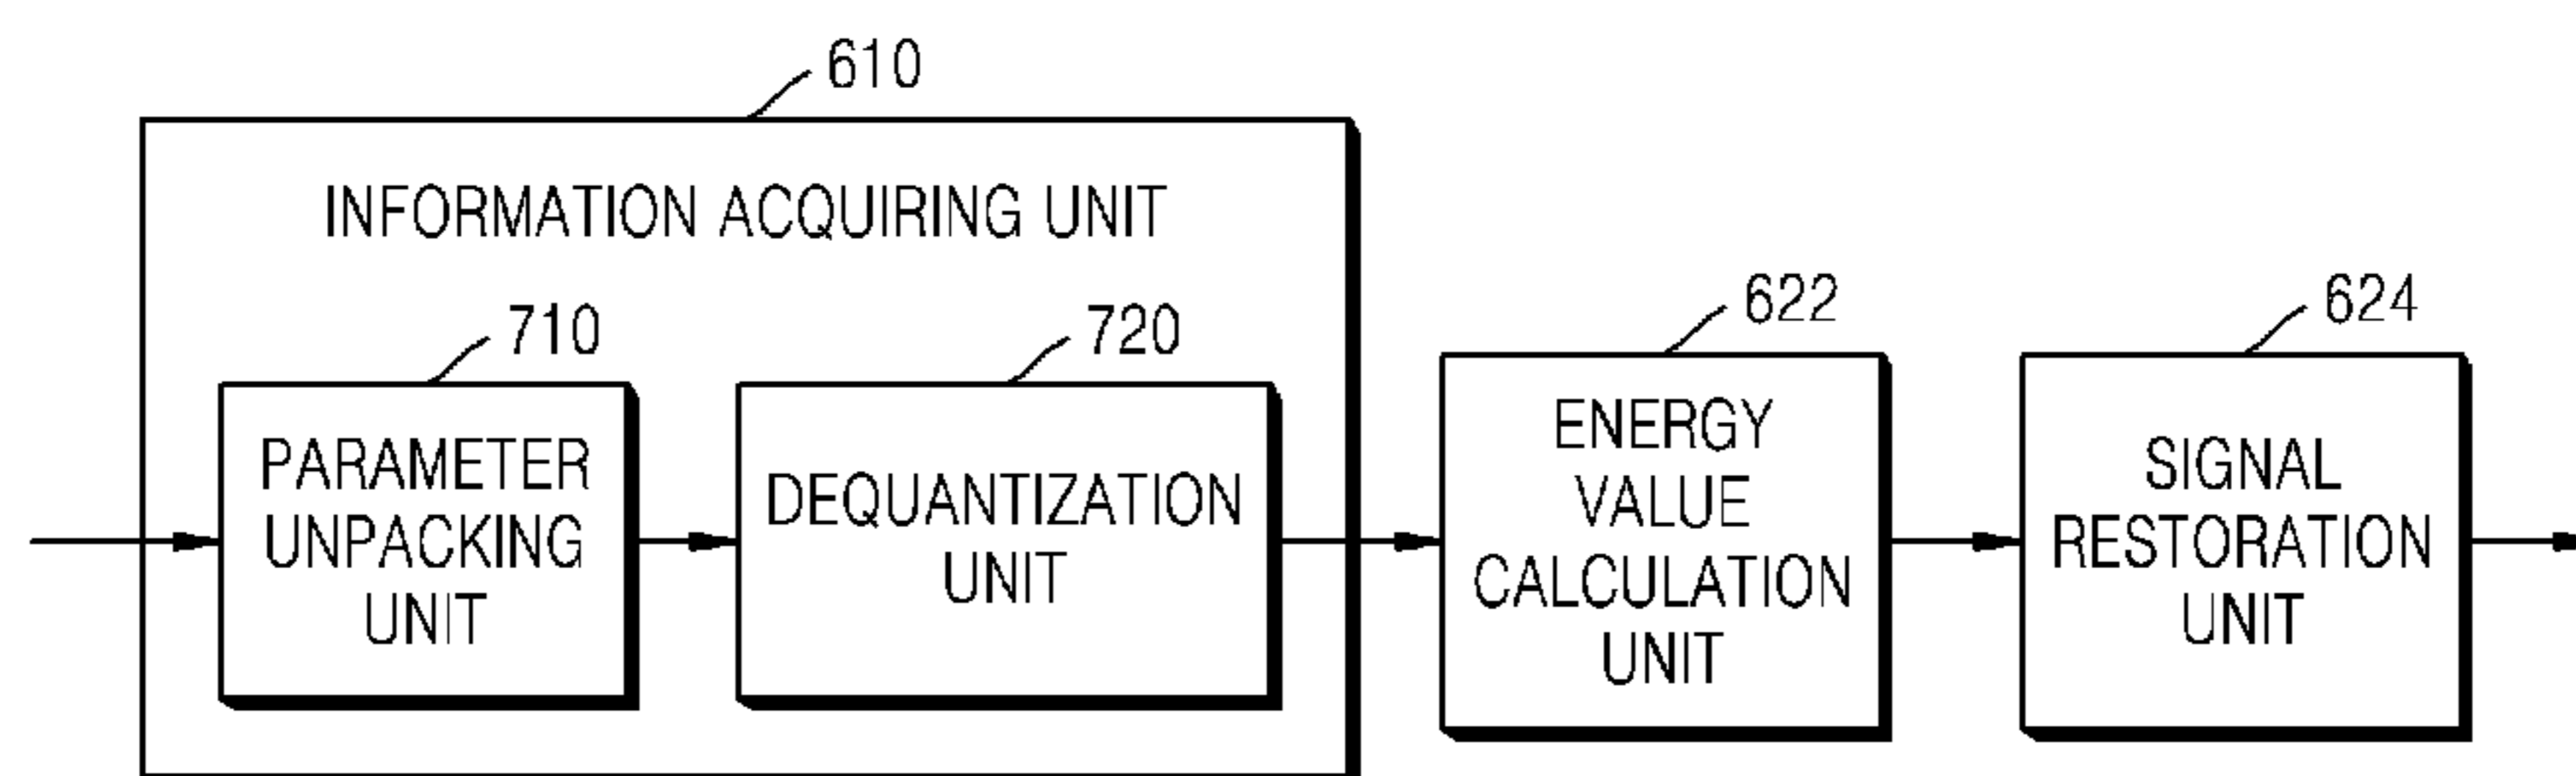 610
INFORMATION ACQUIRING UNIT
710
PARAMETER
UNPACKING
UNIT
720
DEQUANTIZATION
UNIT
622
ENERGY
VALUE
CALCULATION
UNIT
624
SIGNAL
RESTORATION
UNIT